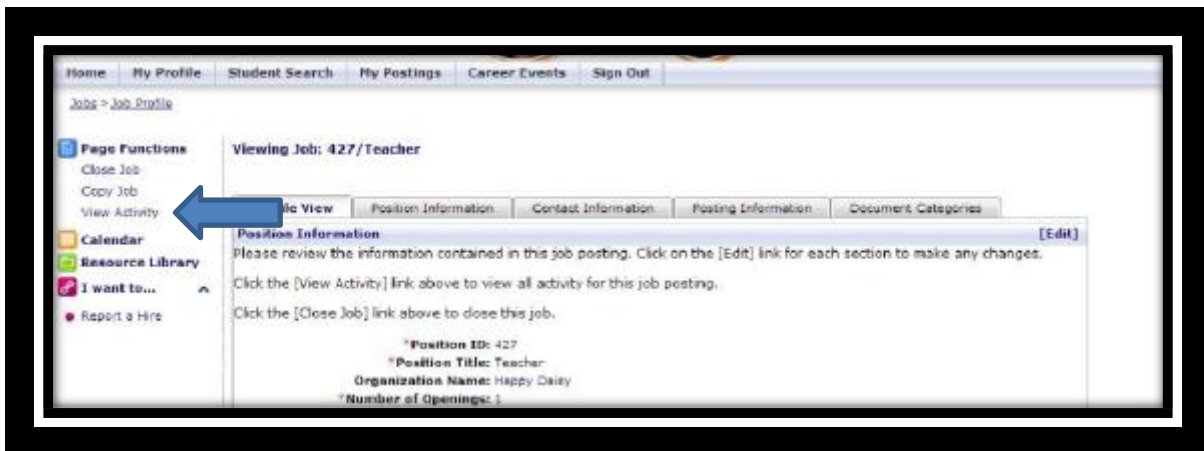 Home My Profile Student Search My Postings Career Events Sign Out
Jobs > Job Profile
Page Functions
Close Job
Copy Job
View Activity
Calendar
Resource Library
I want to...
Report a Hire
Viewing Job: 427/Teacher
View Position Information Contact Information Posting Information Document Categories
Position Information [Edit]
Please review the information contained in this job posting. Click on the [Edit] link for each section to make any changes.
Click the [View Activity] link above to view all activity for this job posting.
Click the [Close Job] link above to close this job.
*Position ID: 427
*Position Title: Teacher
Organization Name: Happy Daisy
*Number of Openings: 1